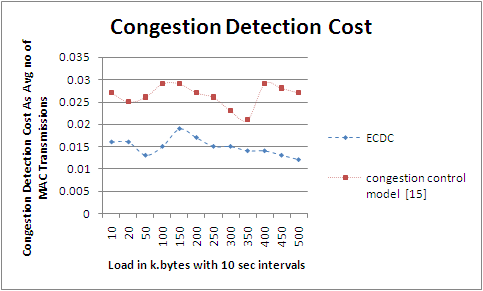 Congestion Detection Cost
Congestion Detection Cost As Avg no of
MAC Transmissions
0.035
0.03
0.025
0.02
0.015
0.01
0.005
0
10
20
50
100
150
200
250
300
350
400
450
500
Load in k.bytes with 10 sec intervals
ECDC
congestion control
model [15]